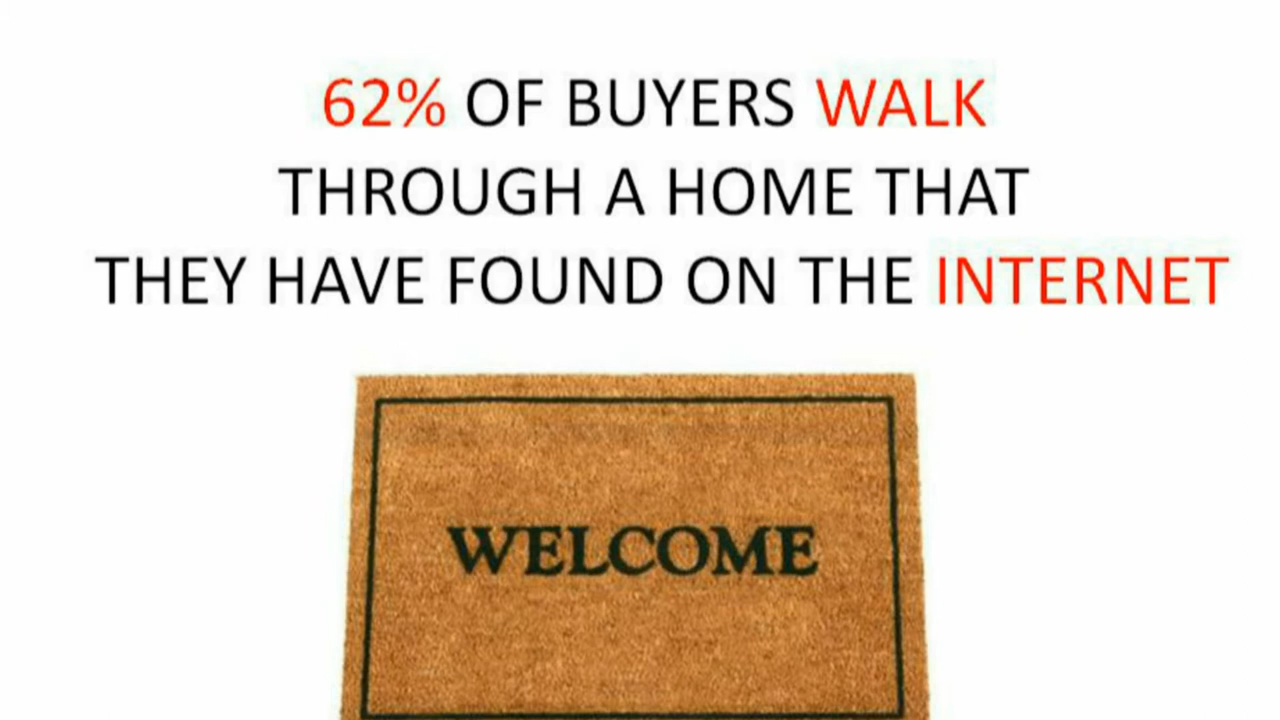 62% OF BUYERS WALK
THROUGH A HOME THAT
THEY HAVE FOUND ON THE INTERNET
WELCOME